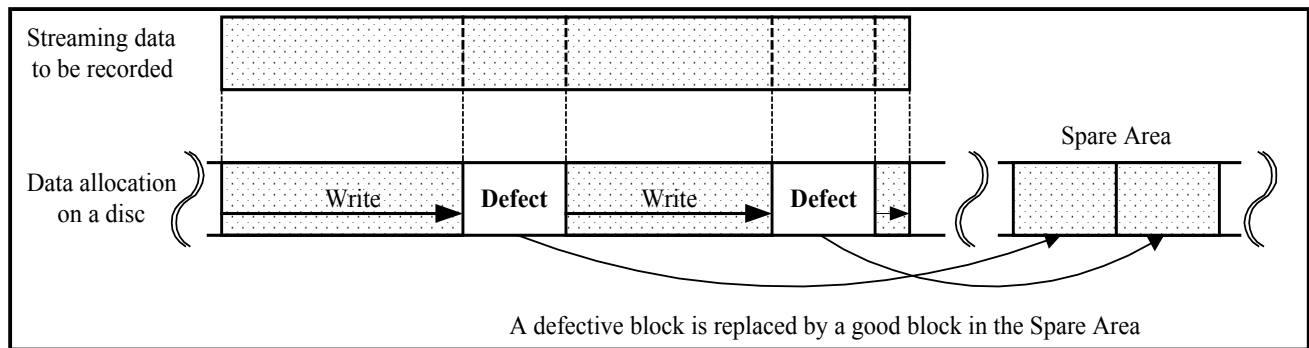 Streaming data
to be recorded
Spare Area
Data allocation
on a disc
Write
Defect
Write
Defect
A defective block is replaced by a good block in the Spare Area